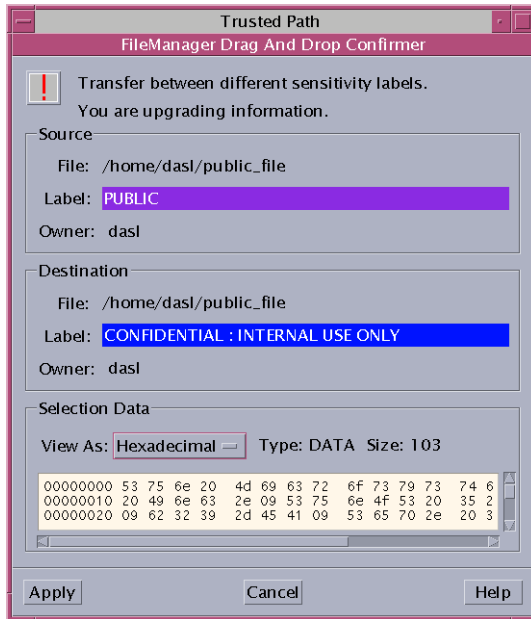 Trusted Path
FileManager Drag And Drop Confirmer
! Transfer between different sensitivity labels.
You are upgrading information.
Source
File: /home/dasl/public_file
Label: PUBLIC
Owner: dasl
Destination
File: /home/dasl/public_file
Label: CONFIDENTIAL : INTERNAL USE ONLY
Owner: dasl
Selection Data
View As: Hexadecimal Type: DATA Size: 103
00000000 53 75 6e 20 4d 69 63 72 6f 73 79 73 74 6
00000010 20 49 6e 63 2e 09 53 75 6e 4f 53 20 35 2
00000020 09 62 32 39 2d 45 41 09 53 65 70 2e 20 3
Apply Cancel Help